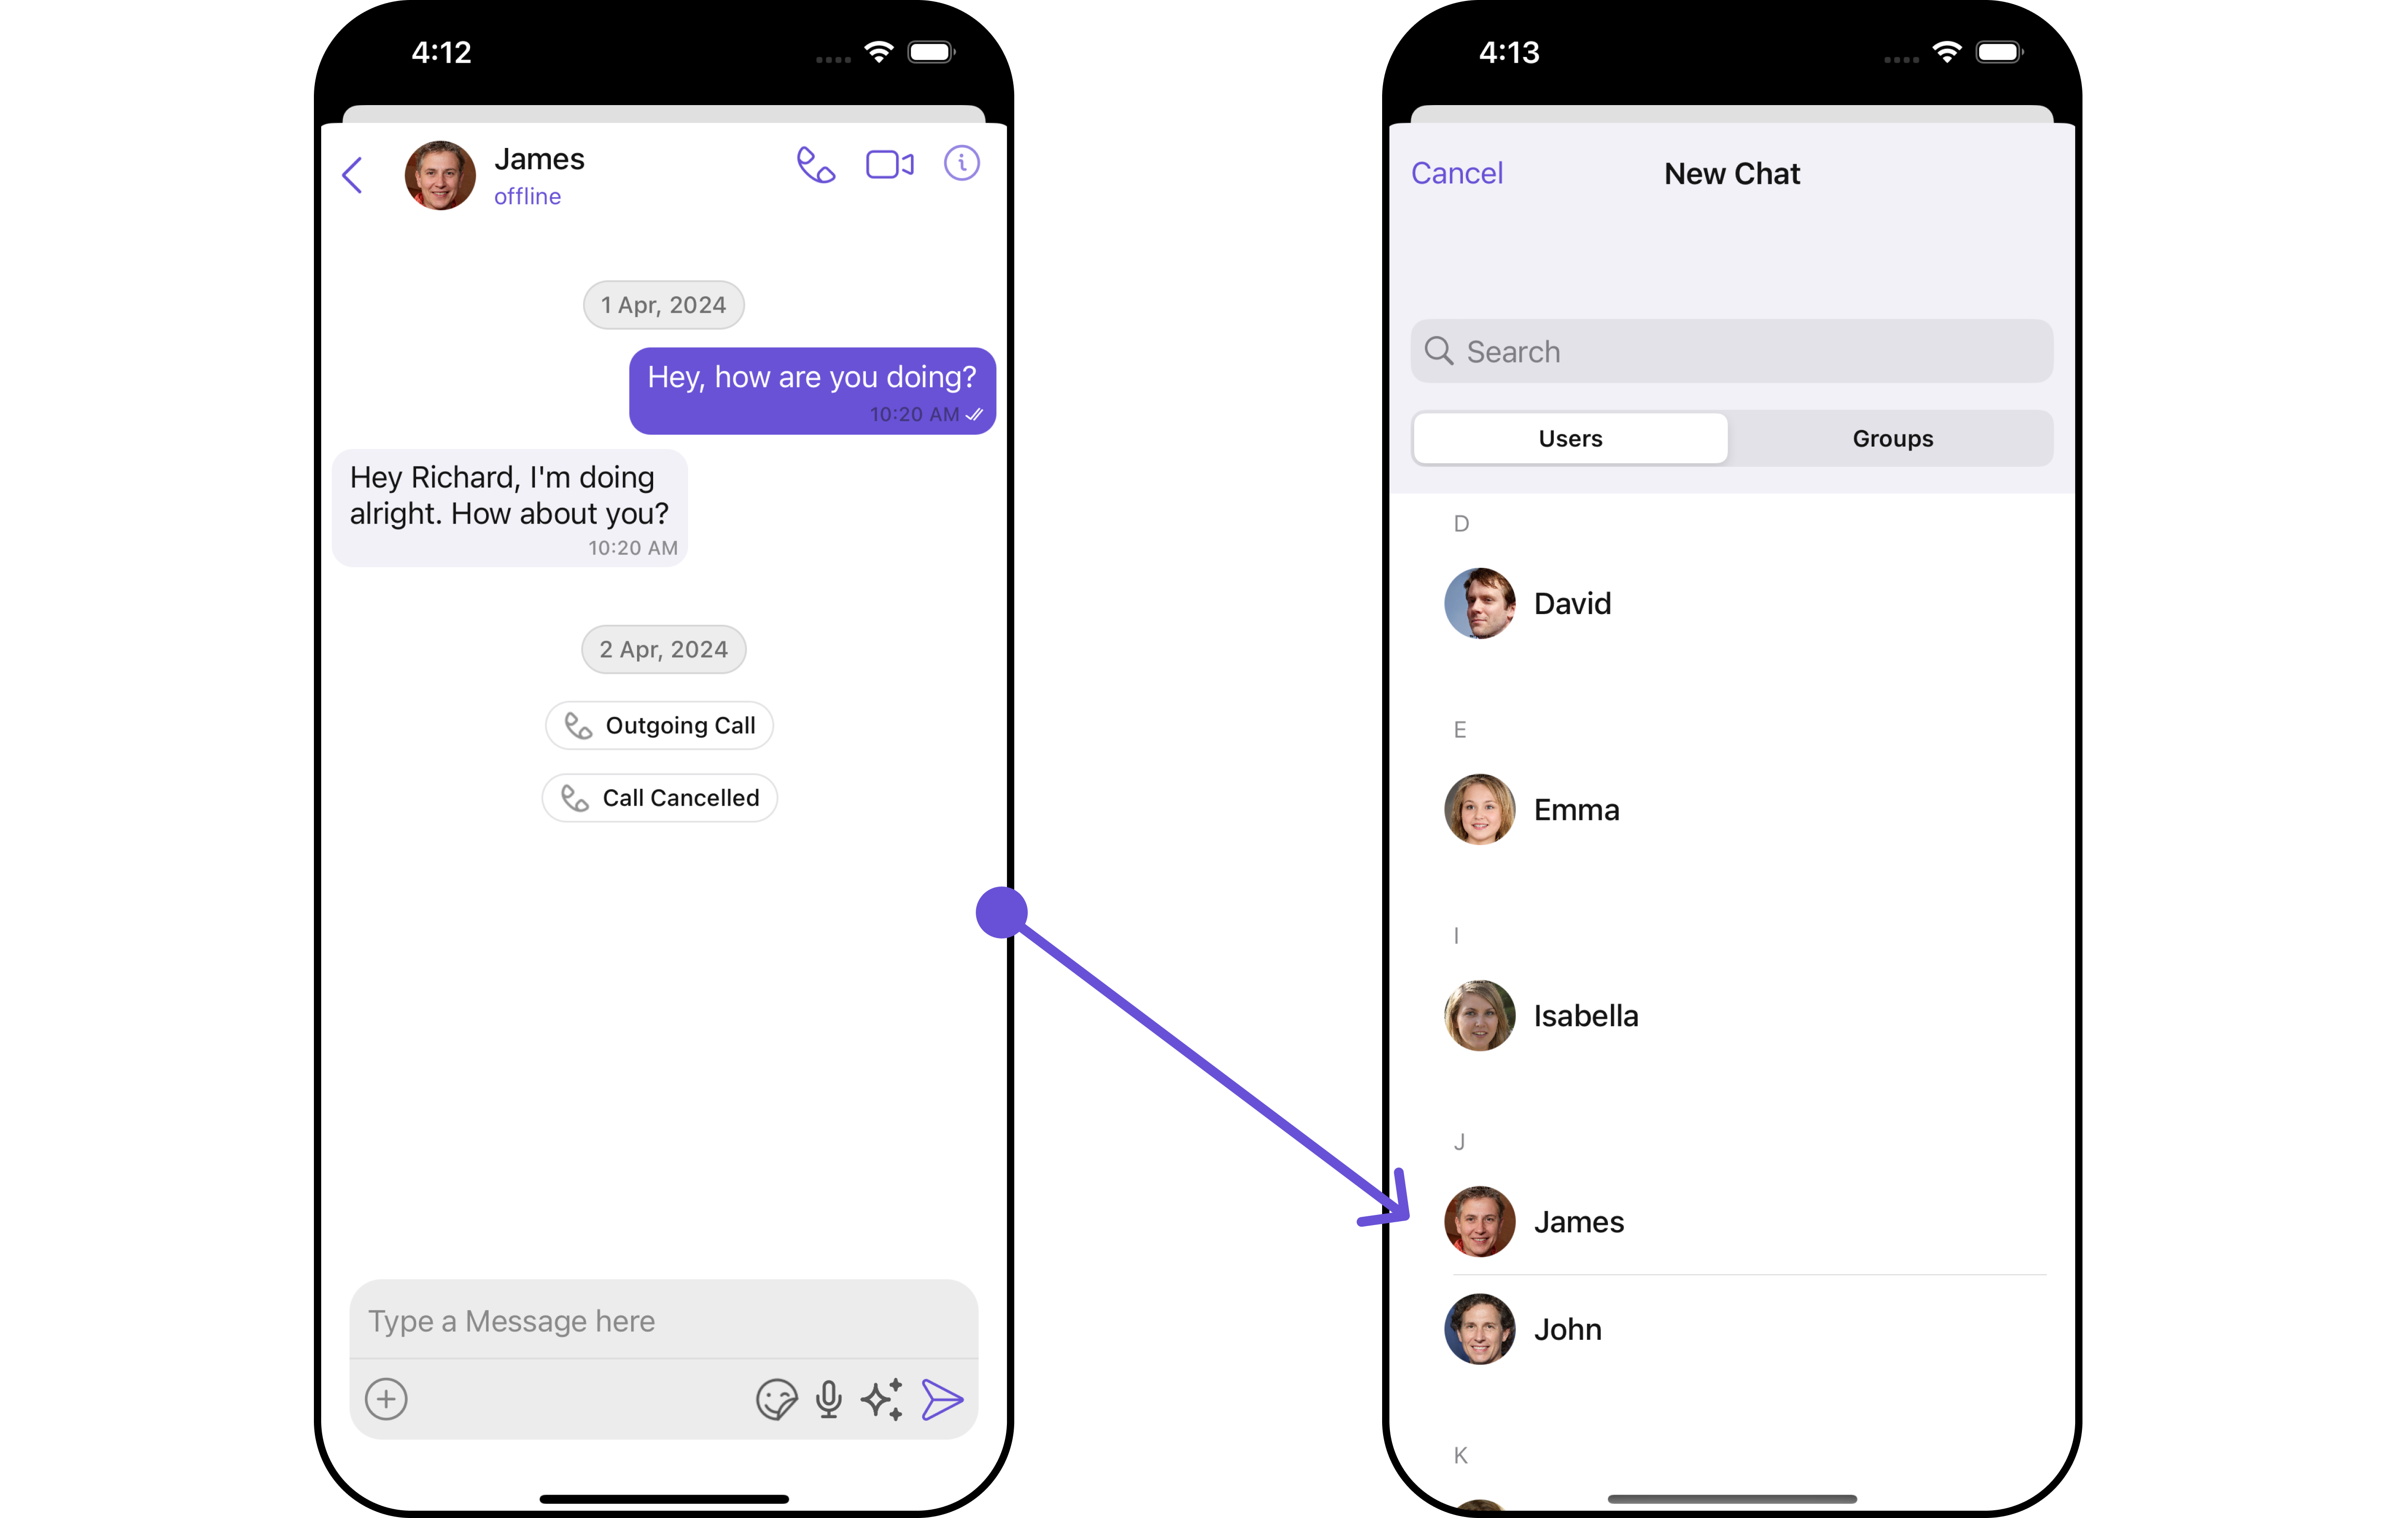 4:12
James
offline
1 Apr, 2024
Hey, how are you doing?
10:20 AM
Hey Richard, I'm doing
alright. How about you?
10:20 AM
2 Apr, 2024
Outgoing Call
Call Cancelled
Type a Message here
4:13
Cancel
New Chat
Search
Users
Groups
D
David
E
Emma
I
Isabella
J
James
John
K